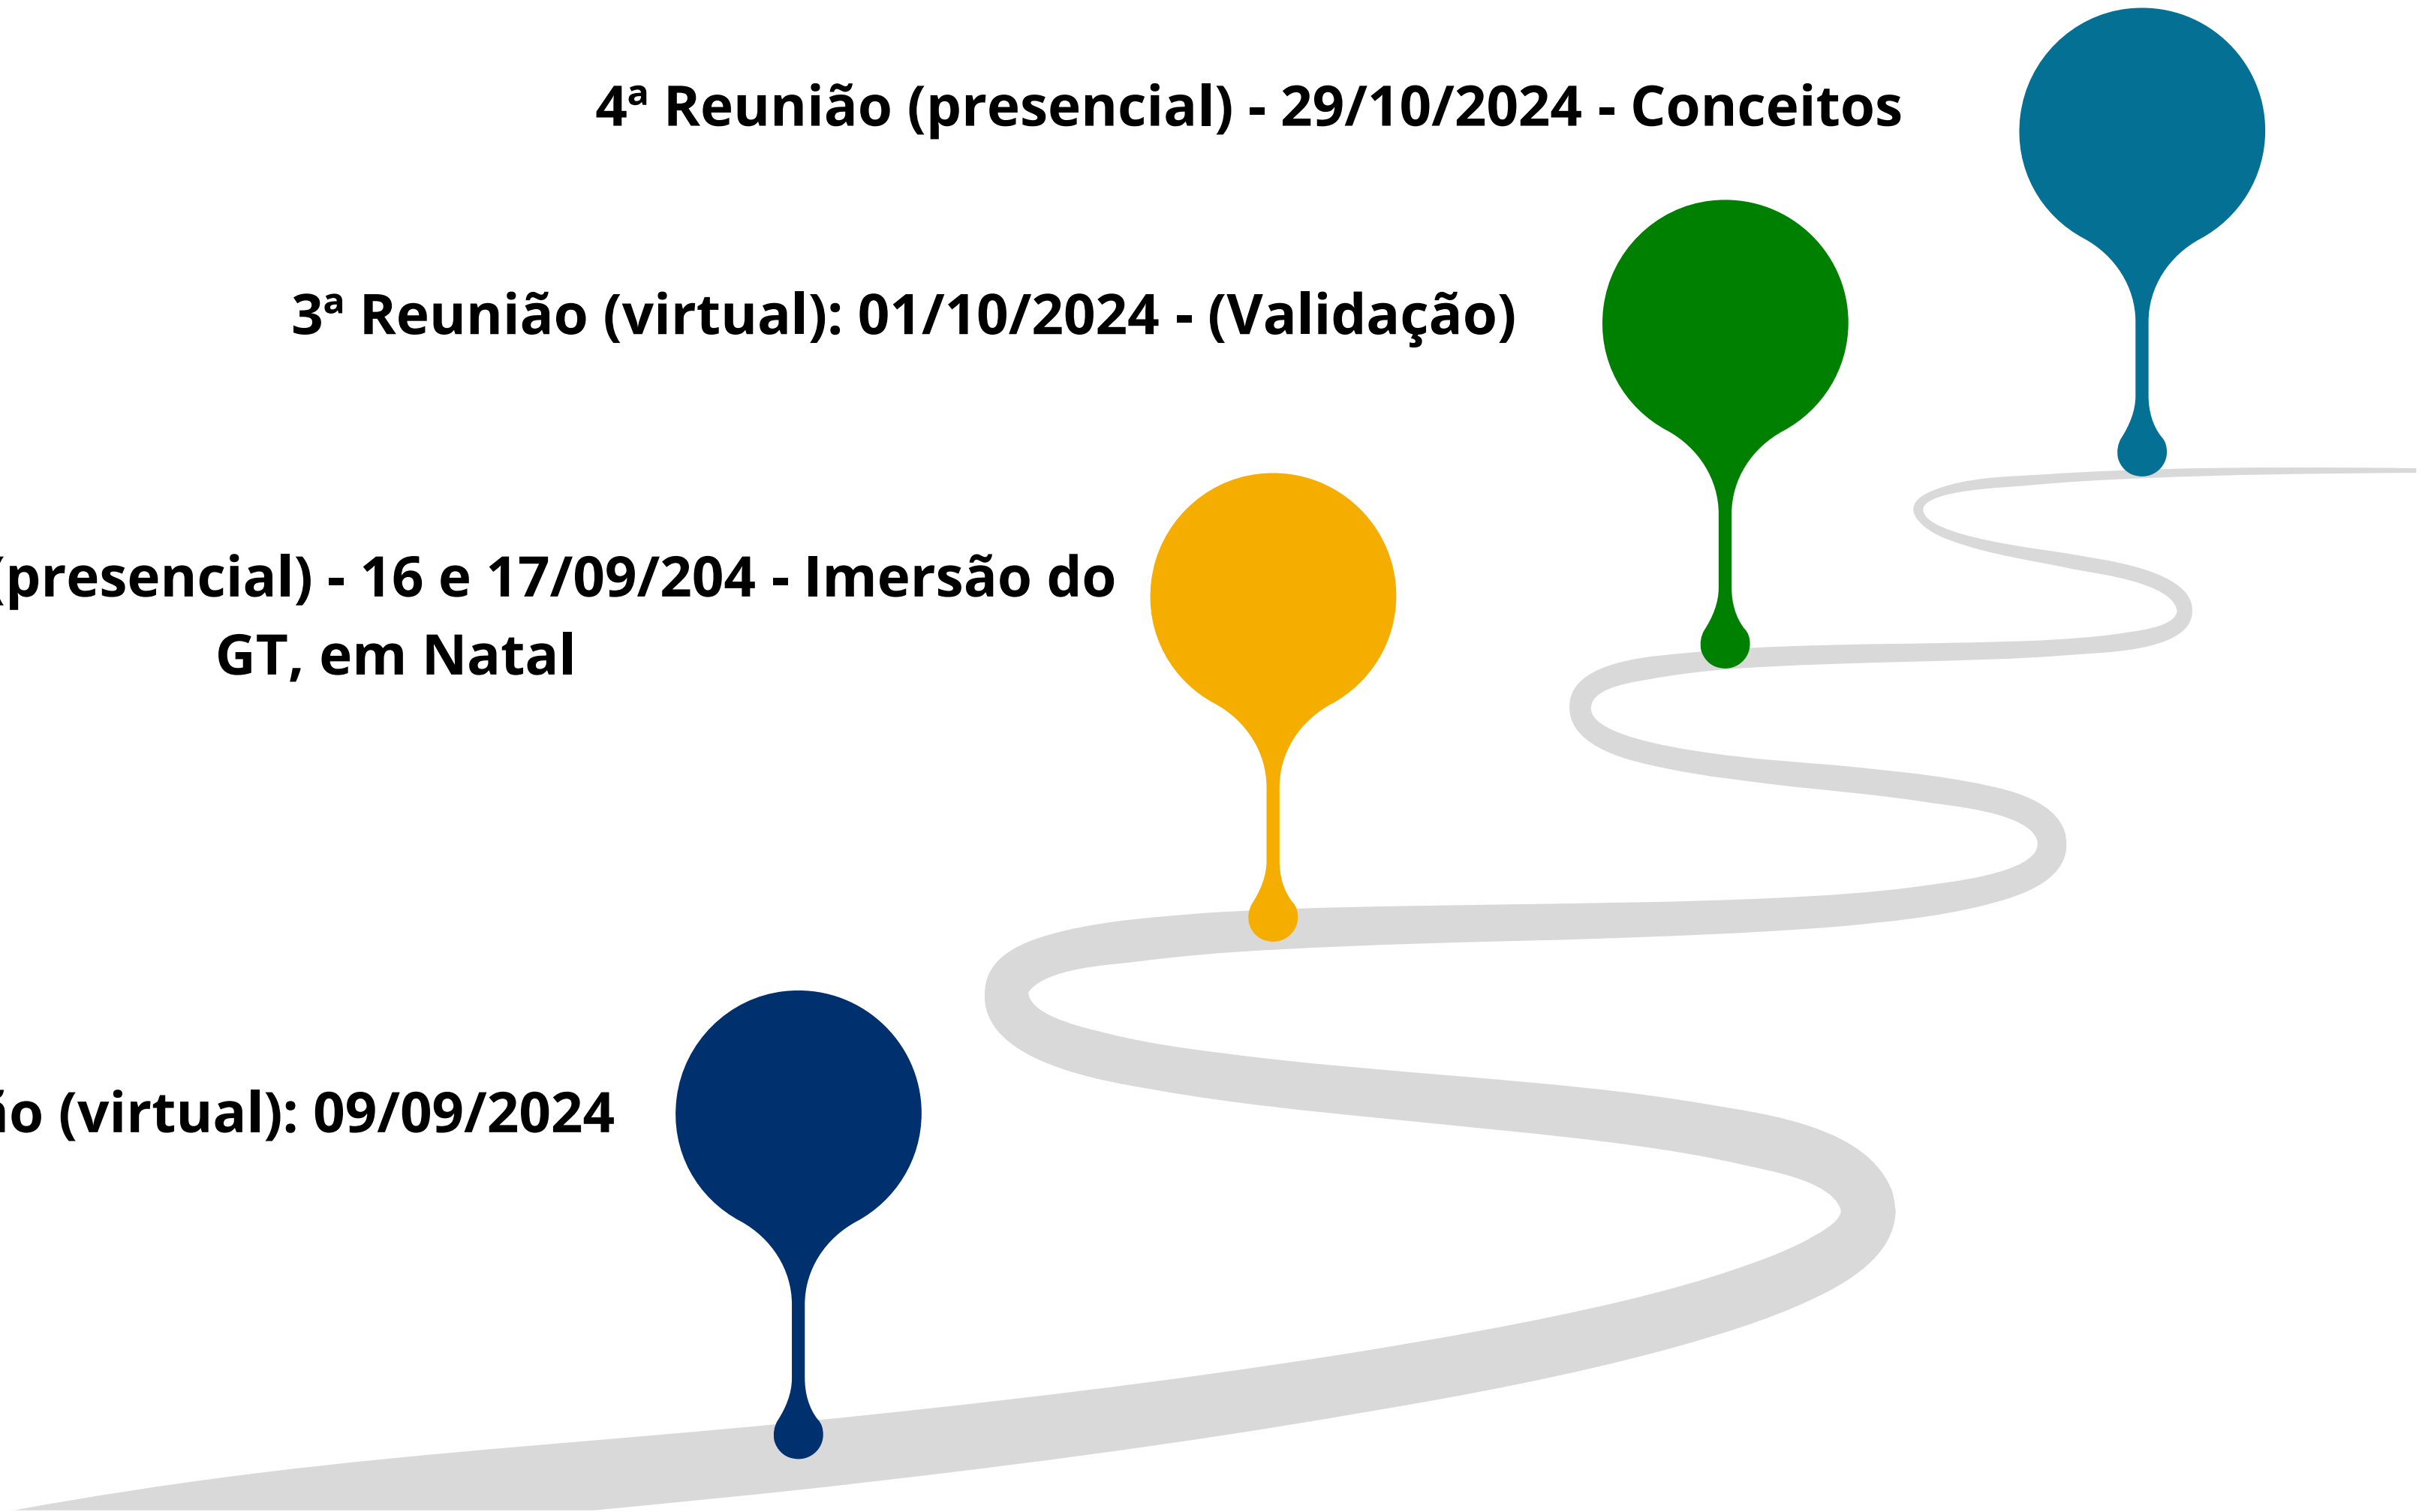 4ª Reunião (presencial) - 29/10/2024 - Conceitos
3ª Reunião (virtual): 01/10/2024 - (Validação)
(presencial) - 16 e 17/09/204 - Imersão do
GT, em Natal
(virtual): 09/09/2024